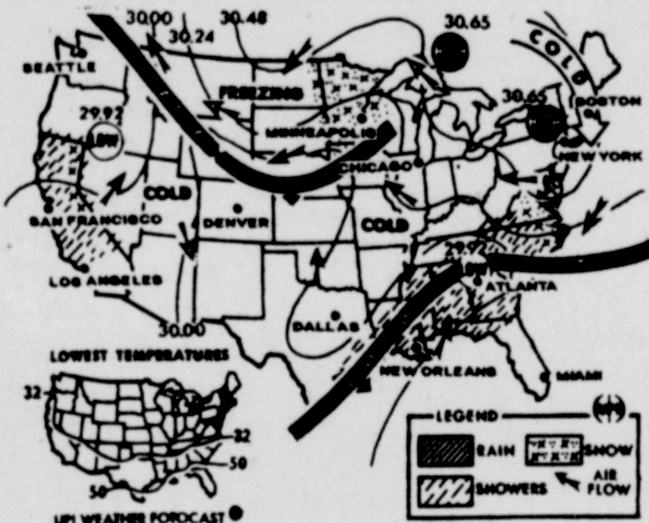 30.00
30.48
30.65
30.24
COLD
SEATTLE
FREEZING
30.65
BOSTON
29.92
LOW
MINNEAPOLIS
NEW YORK
CHICAGO
COLD
SAN FRANCISCO
DENVER
COLD
LOW
ATLANTA
LOS ANGELES
30.00
DALLAS
LOWEST TEMPERATURES
NEW ORLEANS
MIAMI
32
32
50
50
LEGEND
RAIN
SNOW
SHOWERS
AIR
FLOW
UPI WEATHER FOTOCAST